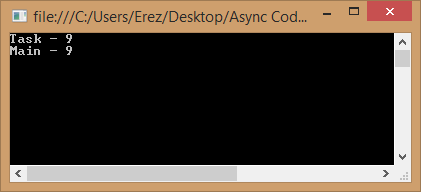 file:///C:/Users/Erez/Desktop/Async Cod...
Task - 9
Main - 9